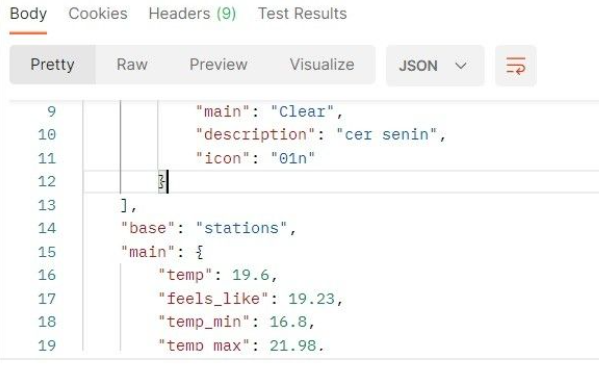 Body Cookies Headers (9) Test Results
Pretty Raw Preview Visualize JSON
9 "main": "Clear",
10 "description": "cer senin",
11 "icon": "01n"
12 }
13 ],
14 "base": "stations",
15 "main": {
16 "temp": 19.6,
17 "feels_like": 19.23,
18 "temp_min": 16.8,
19 "temp_max": 21.98,